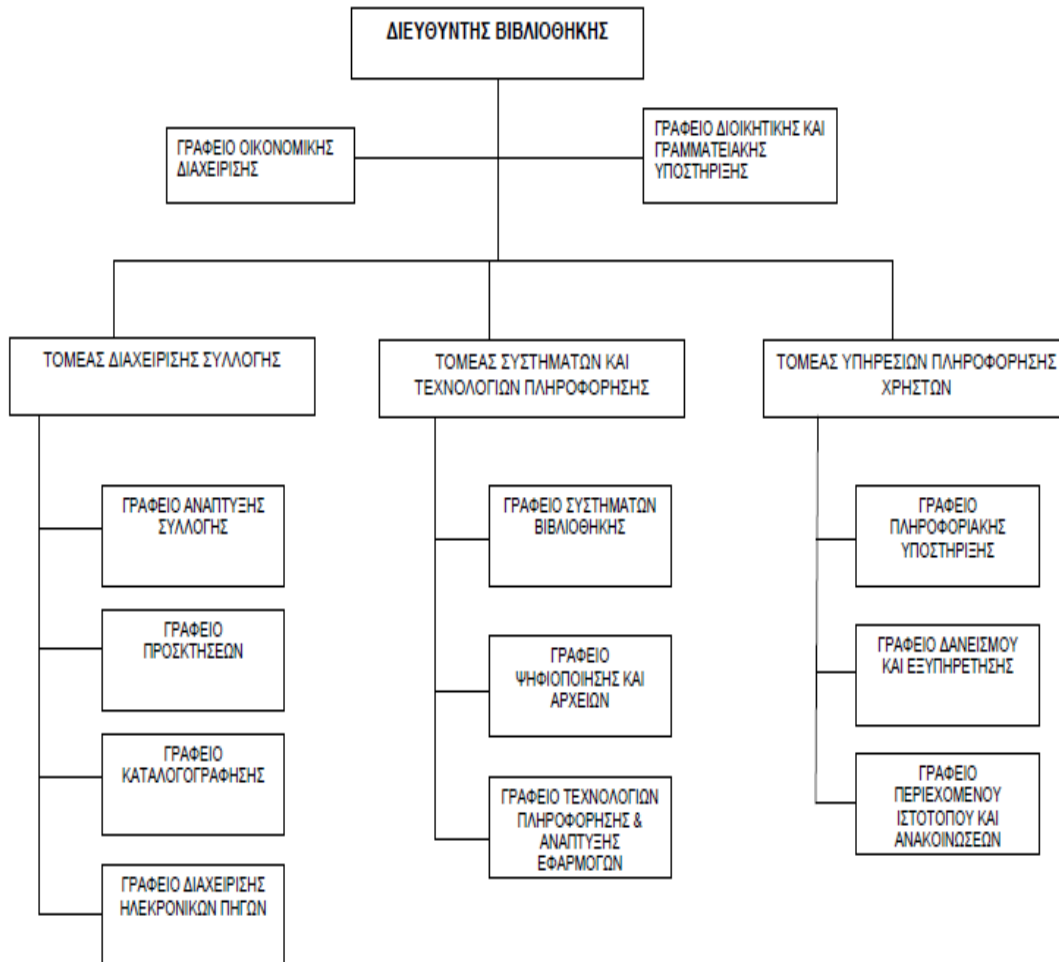 ΔΙΕΥΘΥΝΤΗΣ ΒΙΒΛΙΟΘΗΚΗΣ
ΓΡΑΦΕΙΟ ΟΙΚΟΝΟΜΙΚΗΣ
ΔΙΑΧΕΙΡΙΣΗΣ
ΓΡΑΦΕΙΟ ΔΙΟΙΚΗΤΙΚΗΣ ΚΑΙ
ΓΡΑΜΜΑΤΕΙΑΚΗΣ
ΥΠΟΣΤΗΡΙΞΗΣ
ΤΟΜΕΑΣ ΔΙΑΧΕΙΡΙΣΗΣ ΣΥΛΛΟΓΗΣ
ΤΟΜΕΑΣ ΣΥΣΤΗΜΑΤΩΝ ΚΑΙ
ΤΕΧΝΟΛΟΓΙΩΝ ΠΛΗΡΟΦΟΡΗΣΗΣ
ΤΟΜΕΑΣ ΥΠΗΡΕΣΙΩΝ ΠΛΗΡΟΦΟΡΗΣΗΣ
ΧΡΗΣΤΩΝ
ΓΡΑΦΕΙΟ ΑΝΑΠΤΥΞΗΣ
ΣΥΛΛΟΓΗΣ
ΓΡΑΦΕΙΟ
ΠΡΟΣΚΤΗΣΕΩΝ
ΓΡΑΦΕΙΟ
ΚΑΤΑΛΟΓΟΓΡΑΦΗΣΗΣ
ΓΡΑΦΕΙΟ ΔΙΑΧΕΙΡΙΣΗΣ
ΗΛΕΚΡΟΝΙΚΩΝ ΠΗΓΩΝ
ΓΡΑΦΕΙΟ ΣΥΣΤΗΜΑΤΩΝ
ΒΙΒΛΙΟΘΗΚΗΣ
ΓΡΑΦΕΙΟ
ΨΗΦΙΟΠΟΙΗΣΗΣ ΚΑΙ
ΑΡΧΕΙΩΝ
ΓΡΑΦΕΙΟ ΤΕΧΝΟΛΟΓΙΩΝ
ΠΛΗΡΟΦΟΡΗΣΗΣ &
ΑΝΑΠΤΥΞΗΣ
ΕΦΑΡΜΟΓΩΝ
ΓΡΑΦΕΙΟ
ΠΛΗΡΟΦΟΡΙΑΚΗΣ
ΥΠΟΣΤΗΡΙΞΗΣ
ΓΡΑΦΕΙΟ ΔΑΝΕΙΣΜΟΥ
ΚΑΙ ΕΞΥΠΗΡΕΤΗΣΗΣ
ΓΡΑΦΕΙΟ
ΠΕΡΙΕΧΟΜΕΝΟΥ
ΙΣΤΟΤΟΠΟΥ ΚΑΙ
ΑΝΑΚΟΙΝΩΣΕΩΝ